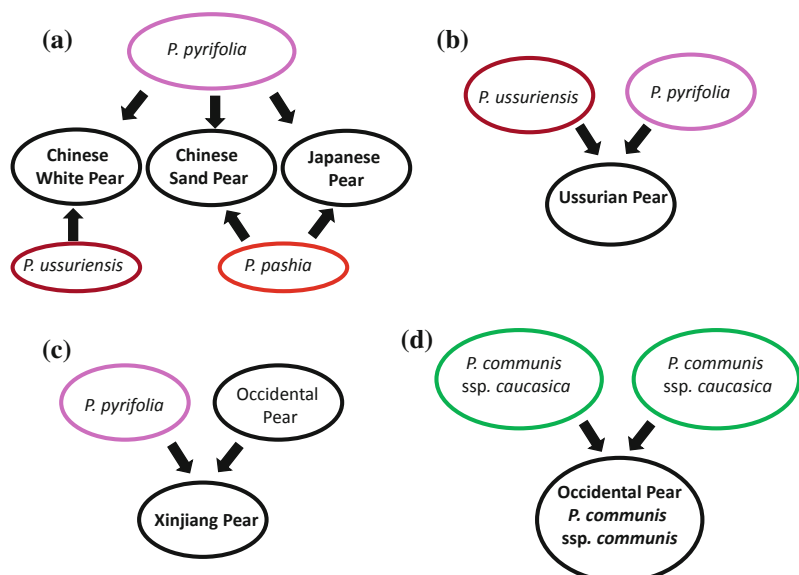 (a)
P. pyrifolia
Chinese
White Pear
Chinese
Sand Pear
Japanese
Pear
P. ussuriensis
P. pashia
(b)
P. ussuriensis
P. pyrifolia
Ussurian Pear
(c)
P. pyrifolia
Occidental
Pear
Xinjiang Pear
(d)
P. communis
ssp. caucasica
P. communis
ssp. caucasica
Occidental Pear
P. communis
ssp. communis